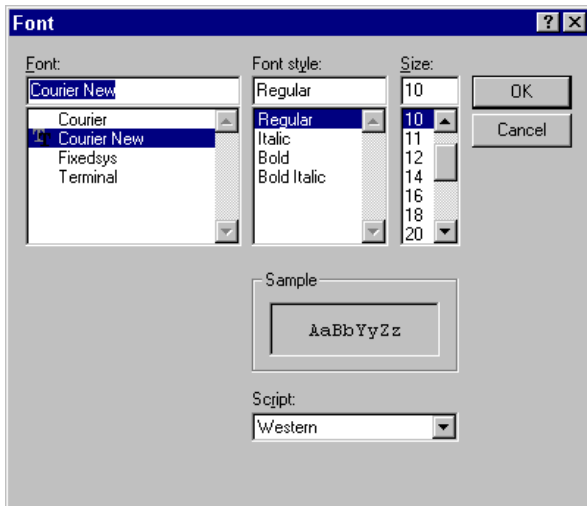 Font
Font:
Courier New
Courier
Courier New
Fixedsys
Terminal
Font style:
Regular
Regular
Italic
Bold
Bold Italic
Size:
10
10
11
12
14
16
18
20
OK
Cancel
Sample
AaBbYyZz
Script:
Western